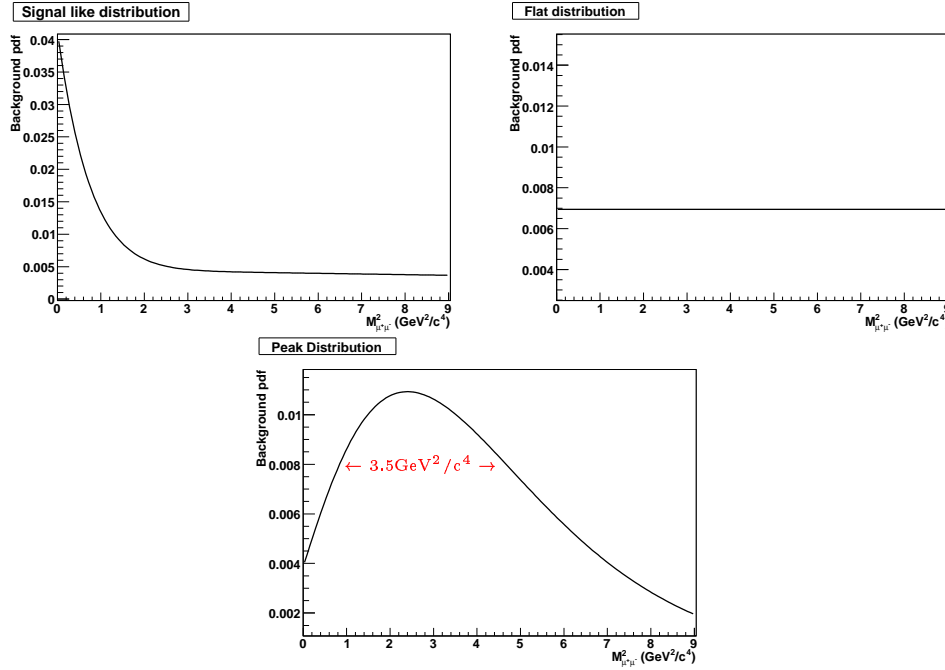 Signal like distribution
Background pdf
0.04
0.035
0.03
0.025
0.02
0.015
0.01
0.005
0
0 1 2 3 4 5 6 7 8 9
M²μ⁺μ⁻ (GeV²/c⁴)
Flat distribution
Background pdf
0.014
0.012
0.01
0.008
0.006
0.004
0 1 2 3 4 5 6 7 8 9
M²μ⁺μ⁻ (GeV²/c⁴)
Peak Distribution
Background pdf
0.01
0.008
0.006
0.004
0.002
← 3.5GeV²/c⁴ →
0 1 2 3 4 5 6 7 8 9
M²μ⁺μ⁻ (GeV²/c⁴)